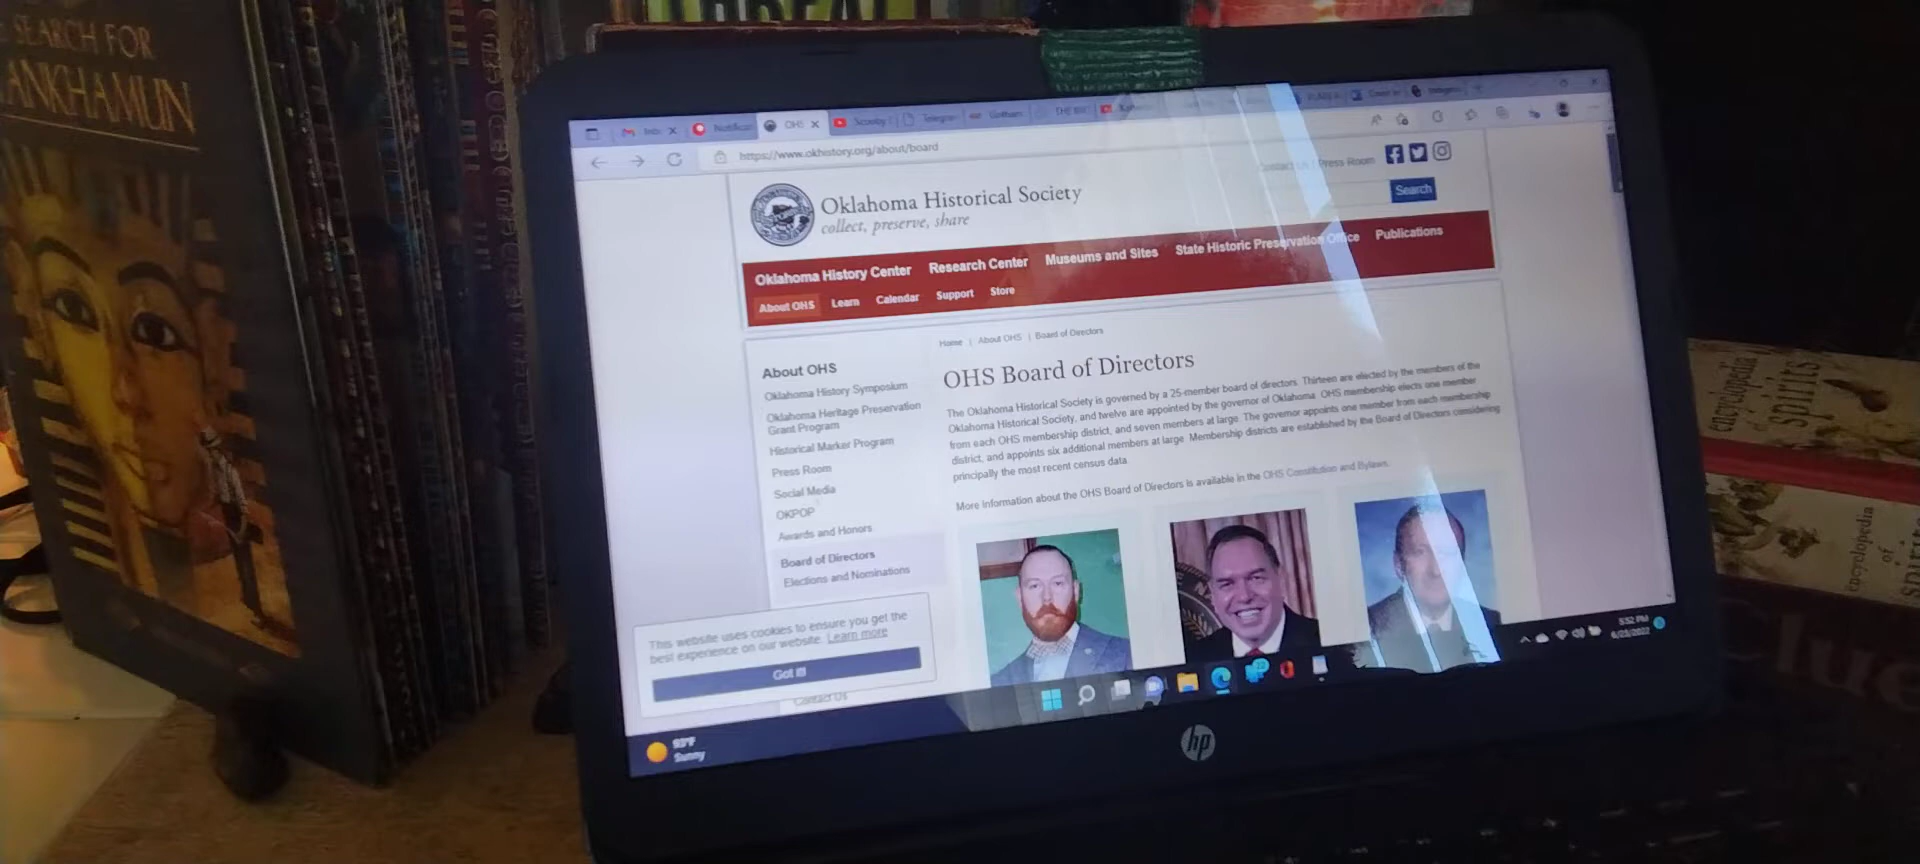 SEARCH FOR
ANKHAMUN
https://www.okhistory.org/about/board
Contact Us | Press Room
Oklahoma Historical Society
collect, preserve, share
Search
Oklahoma History Center Research Center Museums and Sites State Historic Preservation Office Publications
About OHS Learn Calendar Support Store
Home | About OHS | Board of Directors
About OHS
Oklahoma History Symposium
Oklahoma Heritage Preservation
Grant Program
Historical Marker Program
Press Room
Social Media
OKPOP
Awards and Honors
Board of Directors
Elections and Nominations
Contact Us
OHS Board of Directors
The Oklahoma Historical Society is governed by a 25-member board of directors. Thirteen are elected by the members of the
Oklahoma Historical Society, and twelve are appointed by the governor of Oklahoma. OHS membership elects one member
from each OHS membership district, and seven members at large. The governor appoints one member from each membership
district, and appoints six additional members at large. Membership districts are established by the Board of Directors considering
principally the most recent census data.
More information about the OHS Board of Directors is available in the OHS Constitution and Bylaws.
This website uses cookies to ensure you get the
best experience on our website. Learn more
Got it!
93°F
Sunny
5:52 PM
hp
encyclopedia
of
spirits
encyclopedia
of
spirits